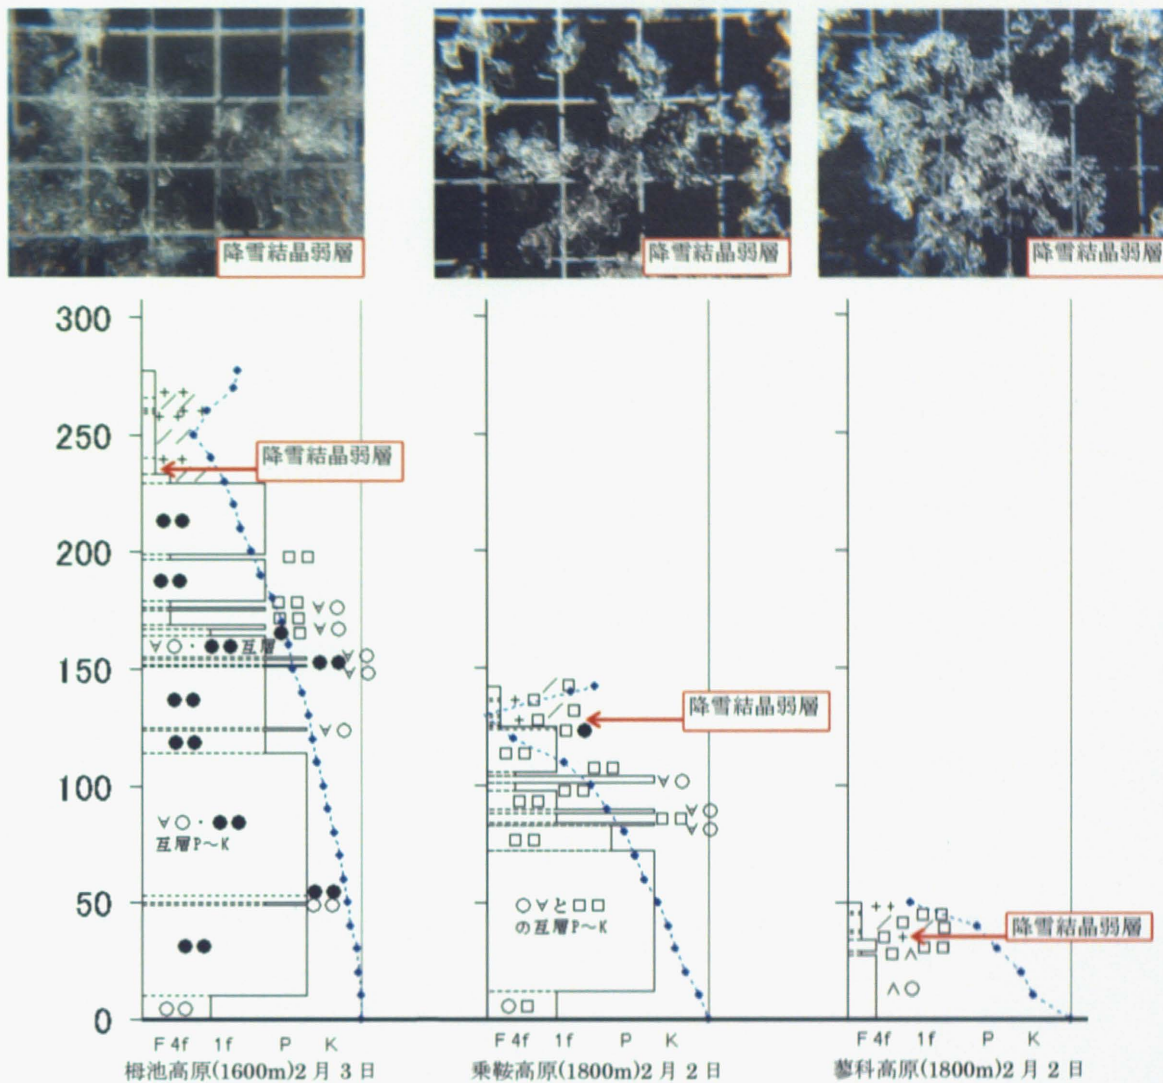 降雪結晶弱層
降雪結晶弱層
降雪結晶弱層
300
250
200
150
100
50
0
降雪結晶弱層
互層
互層P～K
F 4f 1f P K
栂池高原(1600m)2月3日
降雪結晶弱層
○∀と□□
の互層P～K
F 4f 1f P K
乗鞍高原(1800m)2月2日
降雪結晶弱層
F 4f 1f P K
蓼科高原(1800m)2月2日